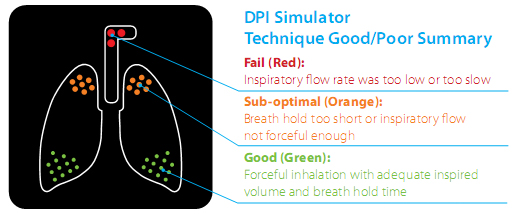 DPI Simulator
Technique Good/Poor Summary
Fail (Red):
Inspiratory flow rate was too low or too slow
Sub-optimal (Orange):
Breath hold too short or inspiratory flow
not forceful enough
Good (Green):
Forceful inhalation with adequate inspired
volume and breath hold time